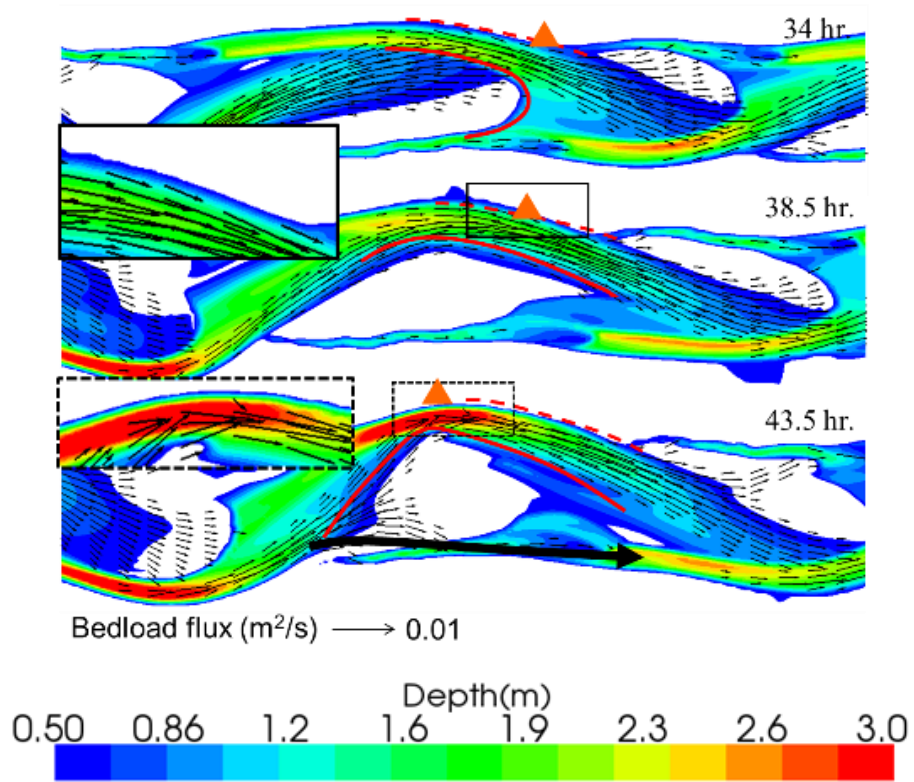 34 hr.
38.5 hr.
43.5 hr.
Bedload flux (m²/s) ⟶ 0.01
Depth(m)
0.50 0.86 1.2 1.6 1.9 2.3 2.6 3.0